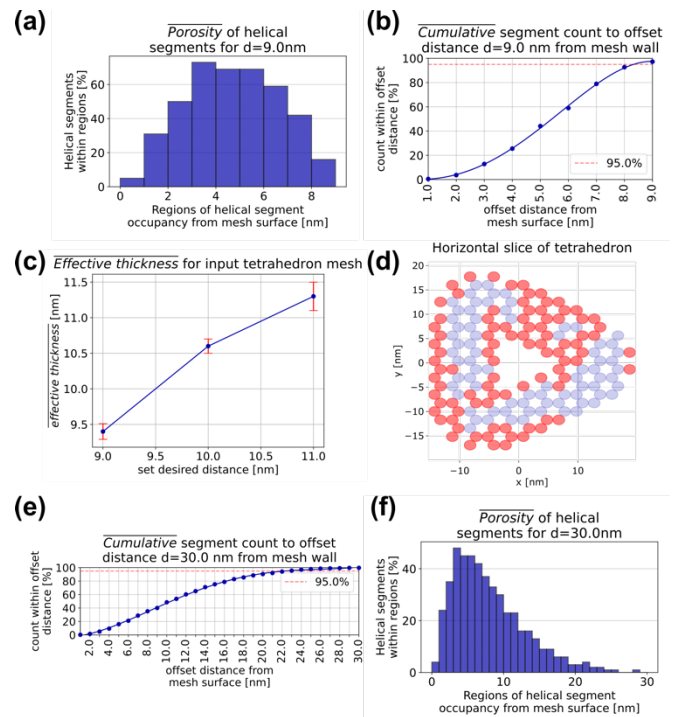 (a)
Porosity of helical
segments for d=9.0nm
Helical segments
within regions [%]
60
40
20
0
0 2 4 6 8
Regions of helical segment
occupancy from mesh surface [nm]
(b)
Cumulative segment count to offset
distance d=9.0 nm from mesh wall
count within offset
distance [%]
100
80
60
40
20
0
95.0%
1.0 2.0 3.0 4.0 5.0 6.0 7.0 8.0 9.0
offset distance from
mesh surface [nm]
(c)
Effective thickness for input tetrahedron mesh
effective thickness [nm]
11.5
11.0
10.5
10.0
9.5
9.0 9.5 10.0 10.5 11.0
set desired distance [nm]
(d)
Horizontal slice of tetrahedron
y [nm]
20
15
10
5
0
−5
−10
−15
−10 0 10
x [nm]
(e)
Cumulative segment count to offset
distance d=30.0 nm from mesh wall
count within offset
distance [%]
100
80
60
40
20
0
95.0%
2.0 4.0 6.0 8.0 10.0 12.0 14.0 16.0 18.0 20.0 22.0 24.0 26.0 28.0 30.0
offset distance from
mesh surface [nm]
(f)
Porosity of helical
segments for d=30.0nm
Helical segments
within regions [%]
40
20
0
0 10 20 30
Regions of helical segment
occupancy from mesh surface [nm]